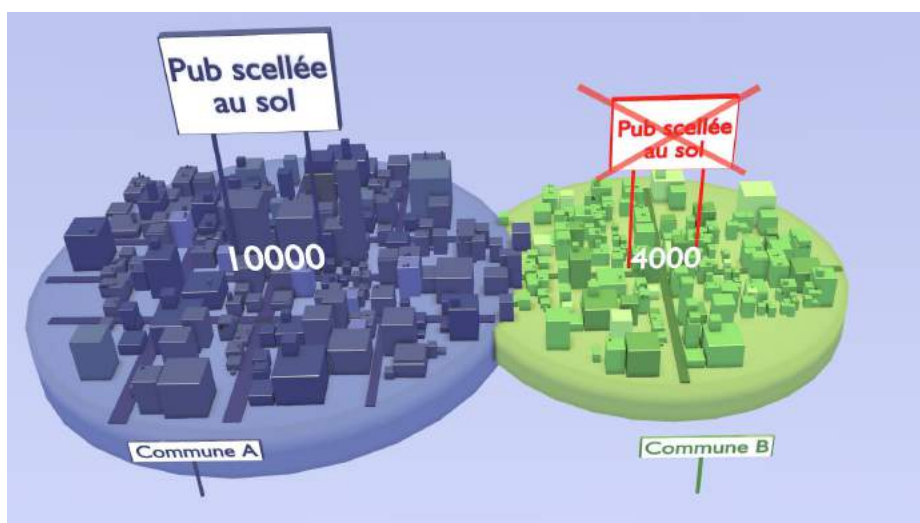 Pub scellée
au sol
Pub scellée
au sol
10000
4000
Commune A
Commune B